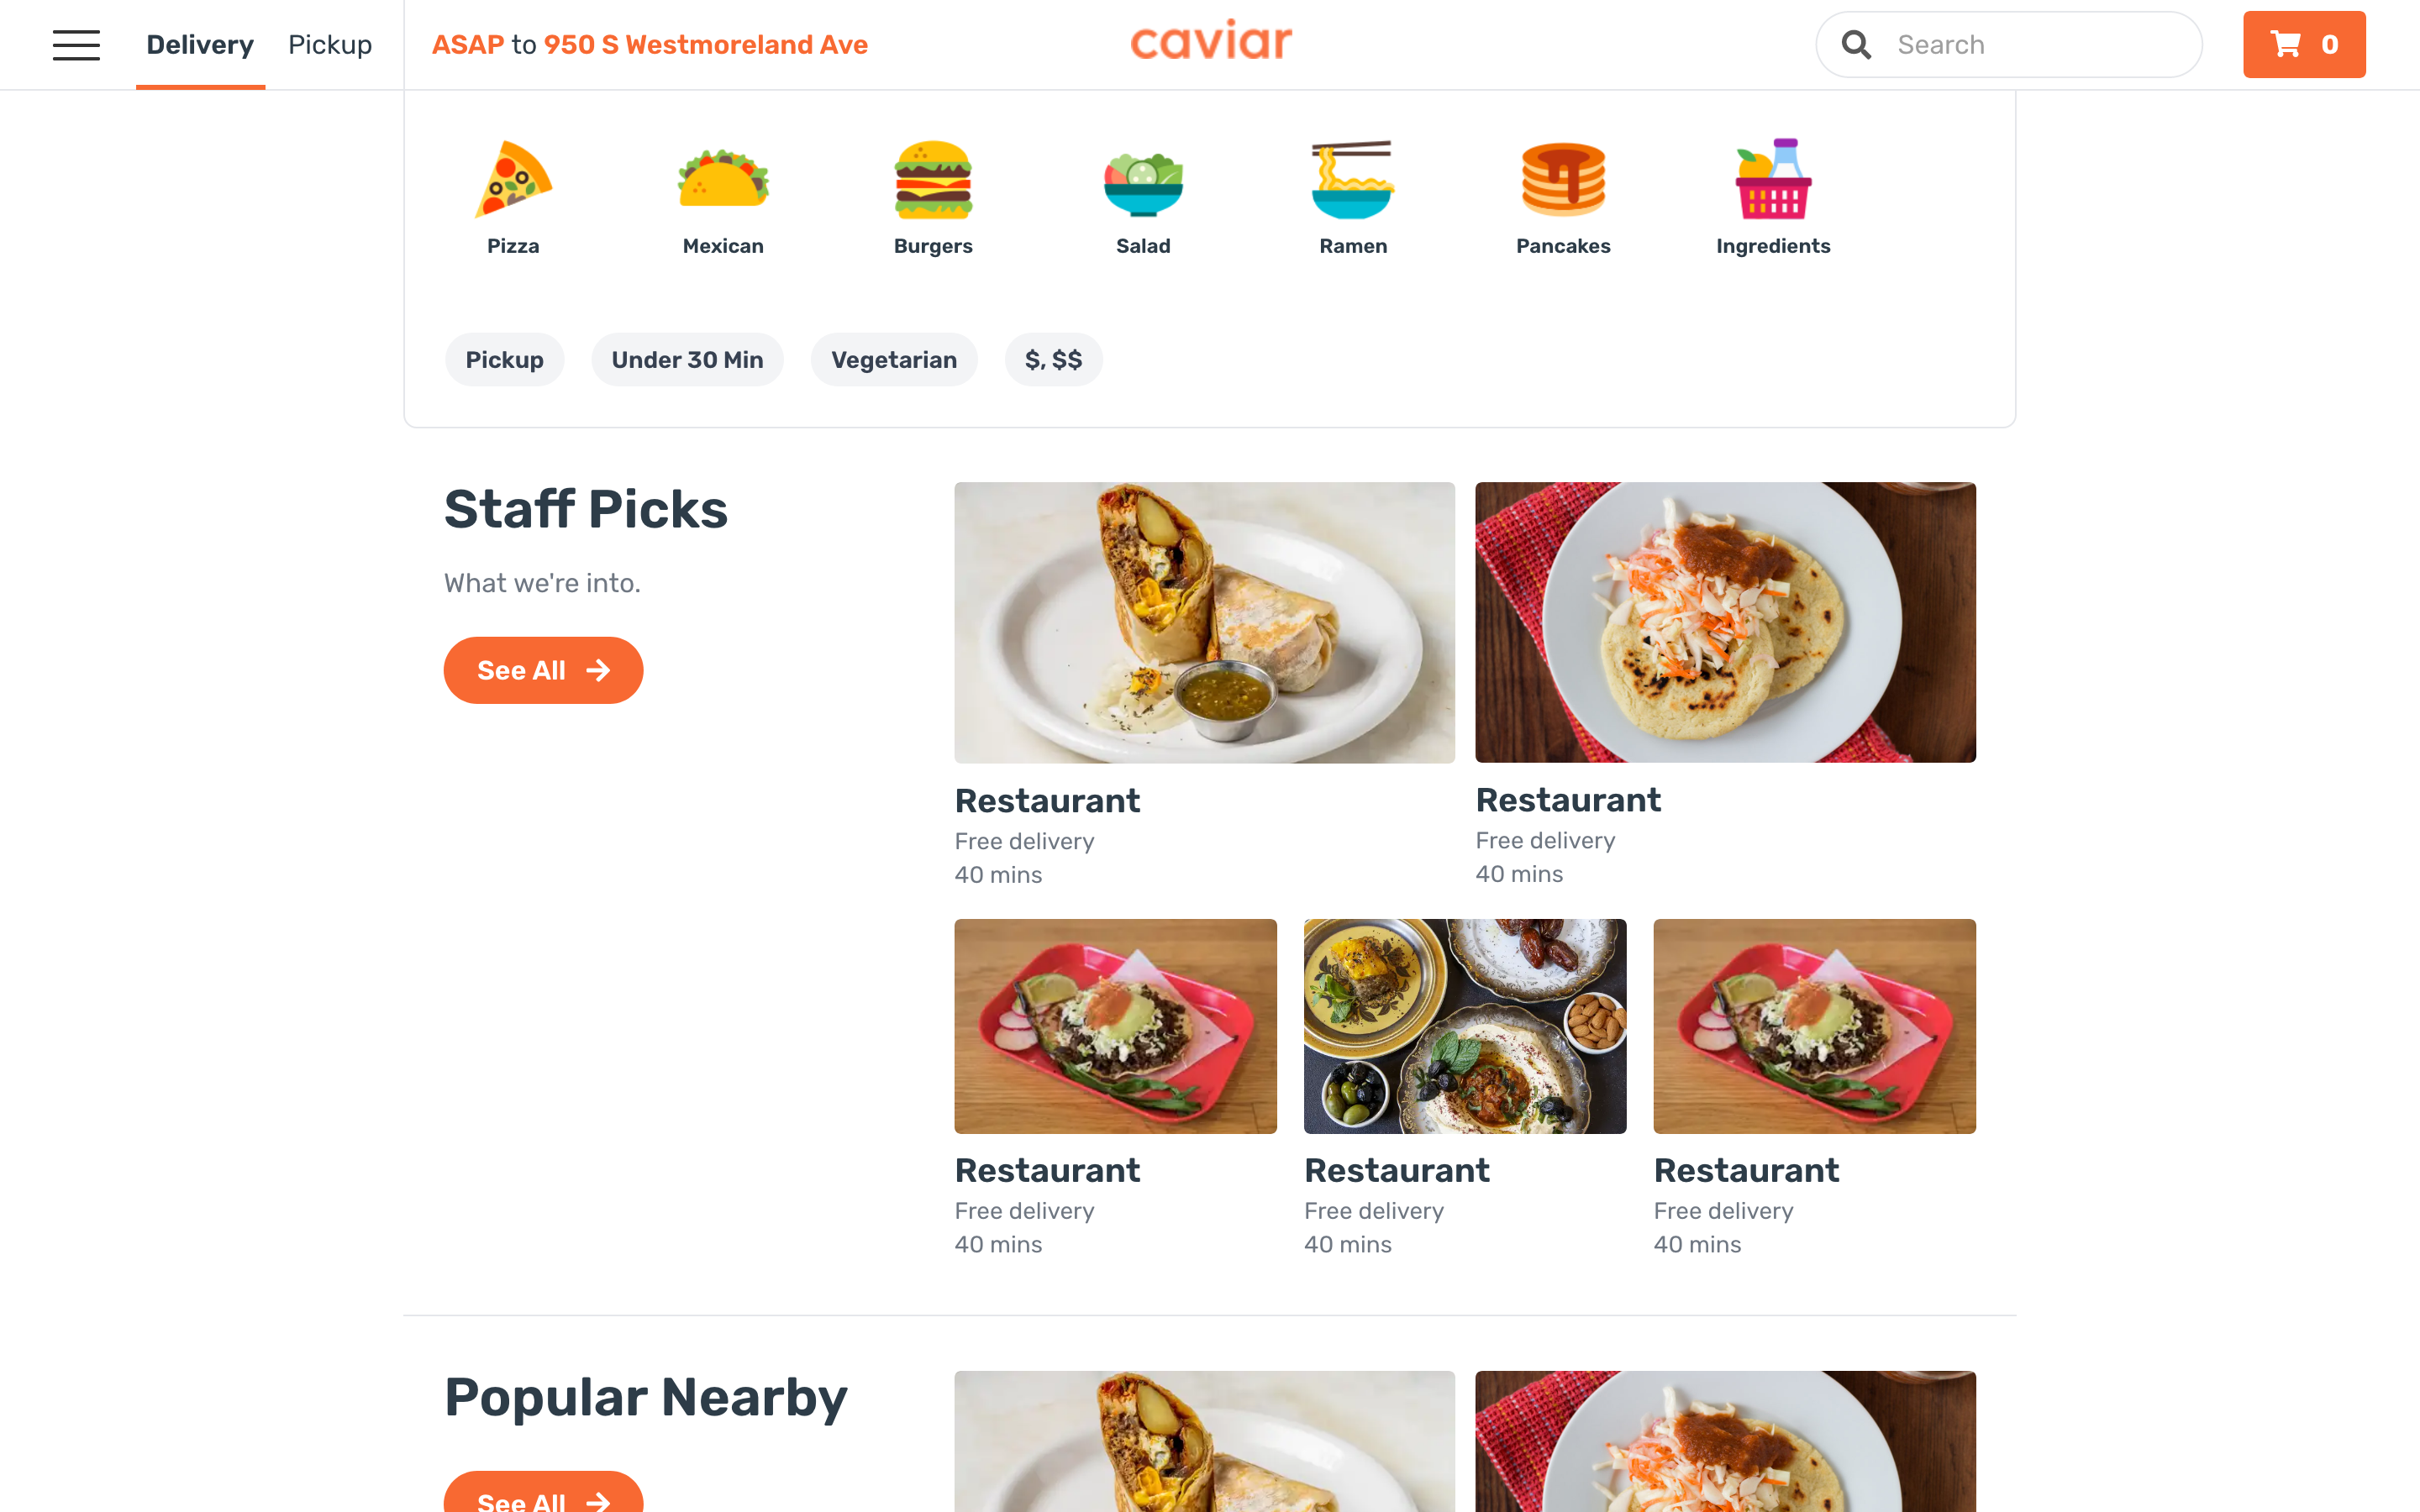 Delivery Pickup ASAP to 950 S Westmoreland Ave caviar Search 0
Pizza Mexican Burgers Salad Ramen Pancakes Ingredients
Pickup Under 30 Min Vegetarian $, $$
Staff Picks
What we're into.
See All
Restaurant Restaurant
Free delivery Free delivery
40 mins 40 mins
Restaurant Restaurant Restaurant
Free delivery Free delivery Free delivery
40 mins 40 mins 40 mins
Popular Nearby
See All